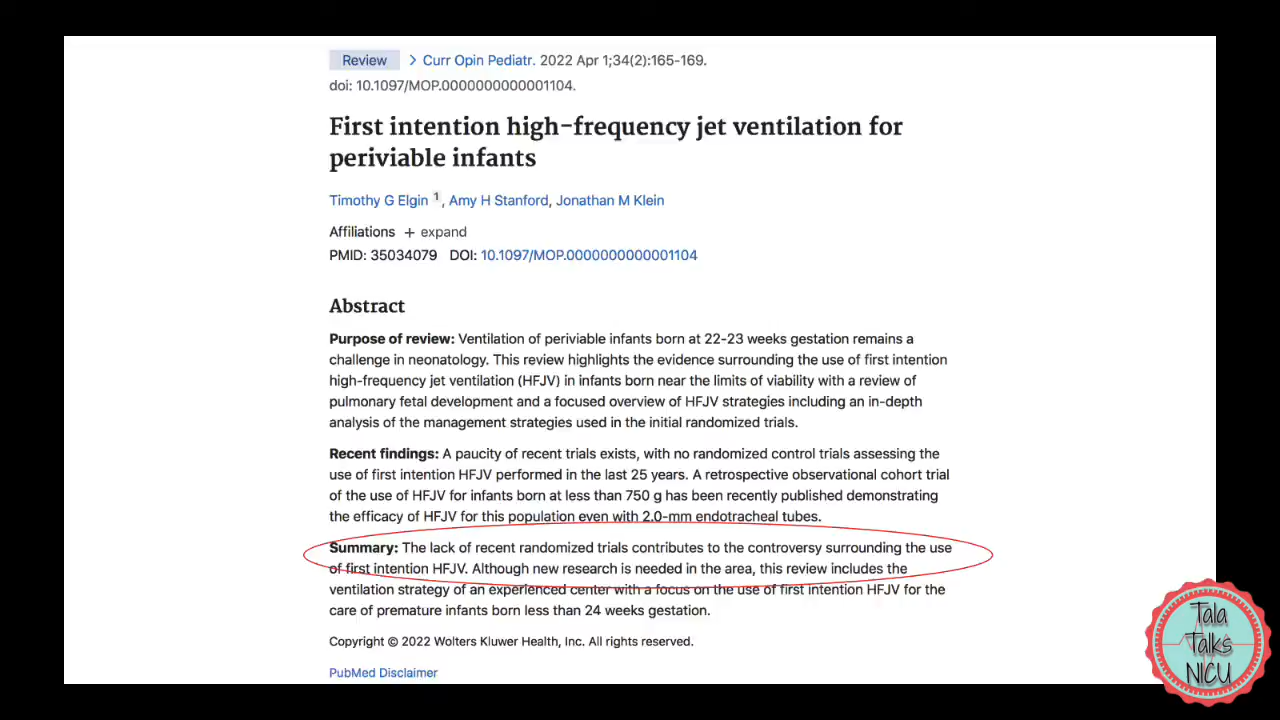 Review > Curr Opin Pediatr. 2022 Apr 1;34(2):165-169.
doi: 10.1097/MOP.0000000000001104.
First intention high-frequency jet ventilation for
periviable infants
Timothy G Elgin 1, Amy H Stanford, Jonathan M Klein
Affiliations + expand
PMID: 35034079 DOI: 10.1097/MOP.0000000000001104
Abstract
Purpose of review: Ventilation of periviable infants born at 22-23 weeks gestation remains a
challenge in neonatology. This review highlights the evidence surrounding the use of first intention
high-frequency jet ventilation (HFJV) in infants born near the limits of viability with a review of
pulmonary fetal development and a focused overview of HFJV strategies including an in-depth
analysis of the management strategies used in the initial randomized trials.
Recent findings: A paucity of recent trials exists, with no randomized control trials assessing the
use of first intention HFJV performed in the last 25 years. A retrospective observational cohort trial
of the use of HFJV for infants born at less than 750 g has been recently published demonstrating
the efficacy of HFJV for this population even with 2.0-mm endotracheal tubes.
Summary: The lack of recent randomized trials contributes to the controversy surrounding the use
of first intention HFJV. Although new research is needed in the area, this review includes the
ventilation strategy of an experienced center with a focus on the use of first intention HFJV for the
care of premature infants born less than 24 weeks gestation.
Copyright © 2022 Wolters Kluwer Health, Inc. All rights reserved.
PubMed Disclaimer
Tala
Talks
NICU